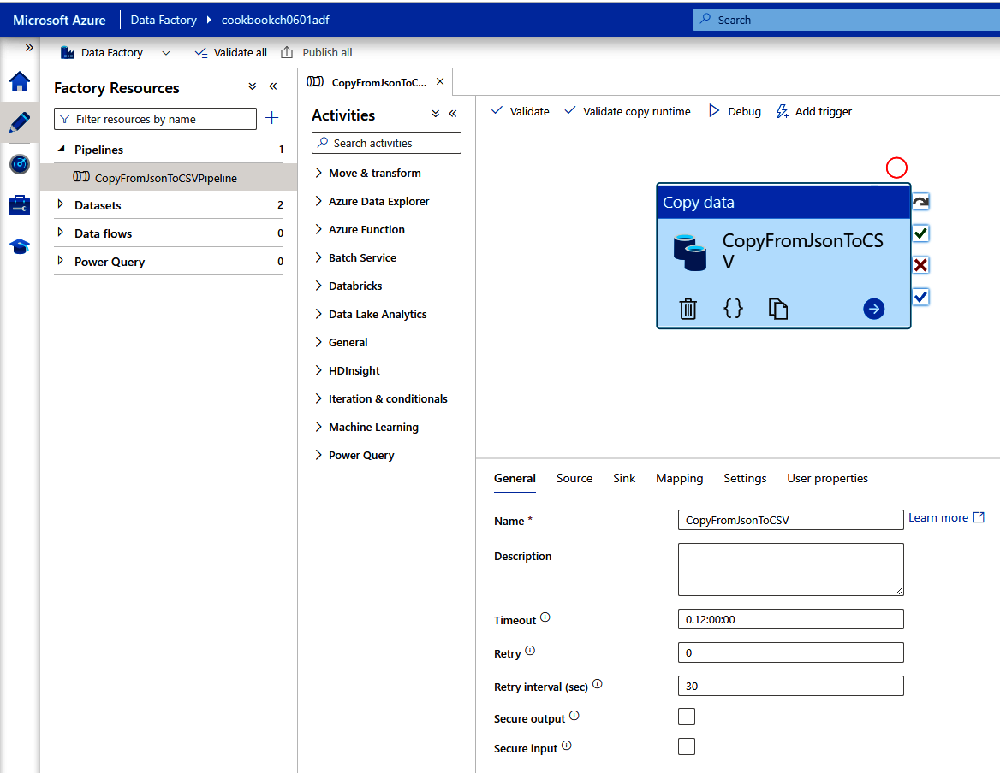 Microsoft Azure Data Factory cookbookch0601adf Search
Data Factory Validate all Publish all
Factory Resources
Filter resources by name
Pipelines 1
CopyFromJsonToCSVPipeline
Datasets 2
Data flows 0
Power Query 0
CopyFromJsonToC...
Activities
Search activities
Move & transform
Azure Data Explorer
Azure Function
Batch Service
Databricks
Data Lake Analytics
General
HDInsight
Iteration & conditionals
Machine Learning
Power Query
Validate Validate copy runtime Debug Add trigger
Copy data
CopyFromJsonToCS
V
General Source Sink Mapping Settings User properties
Name * CopyFromJsonToCSV Learn more
Description
Timeout 0.12:00:00
Retry 0
Retry interval (sec) 30
Secure output
Secure input